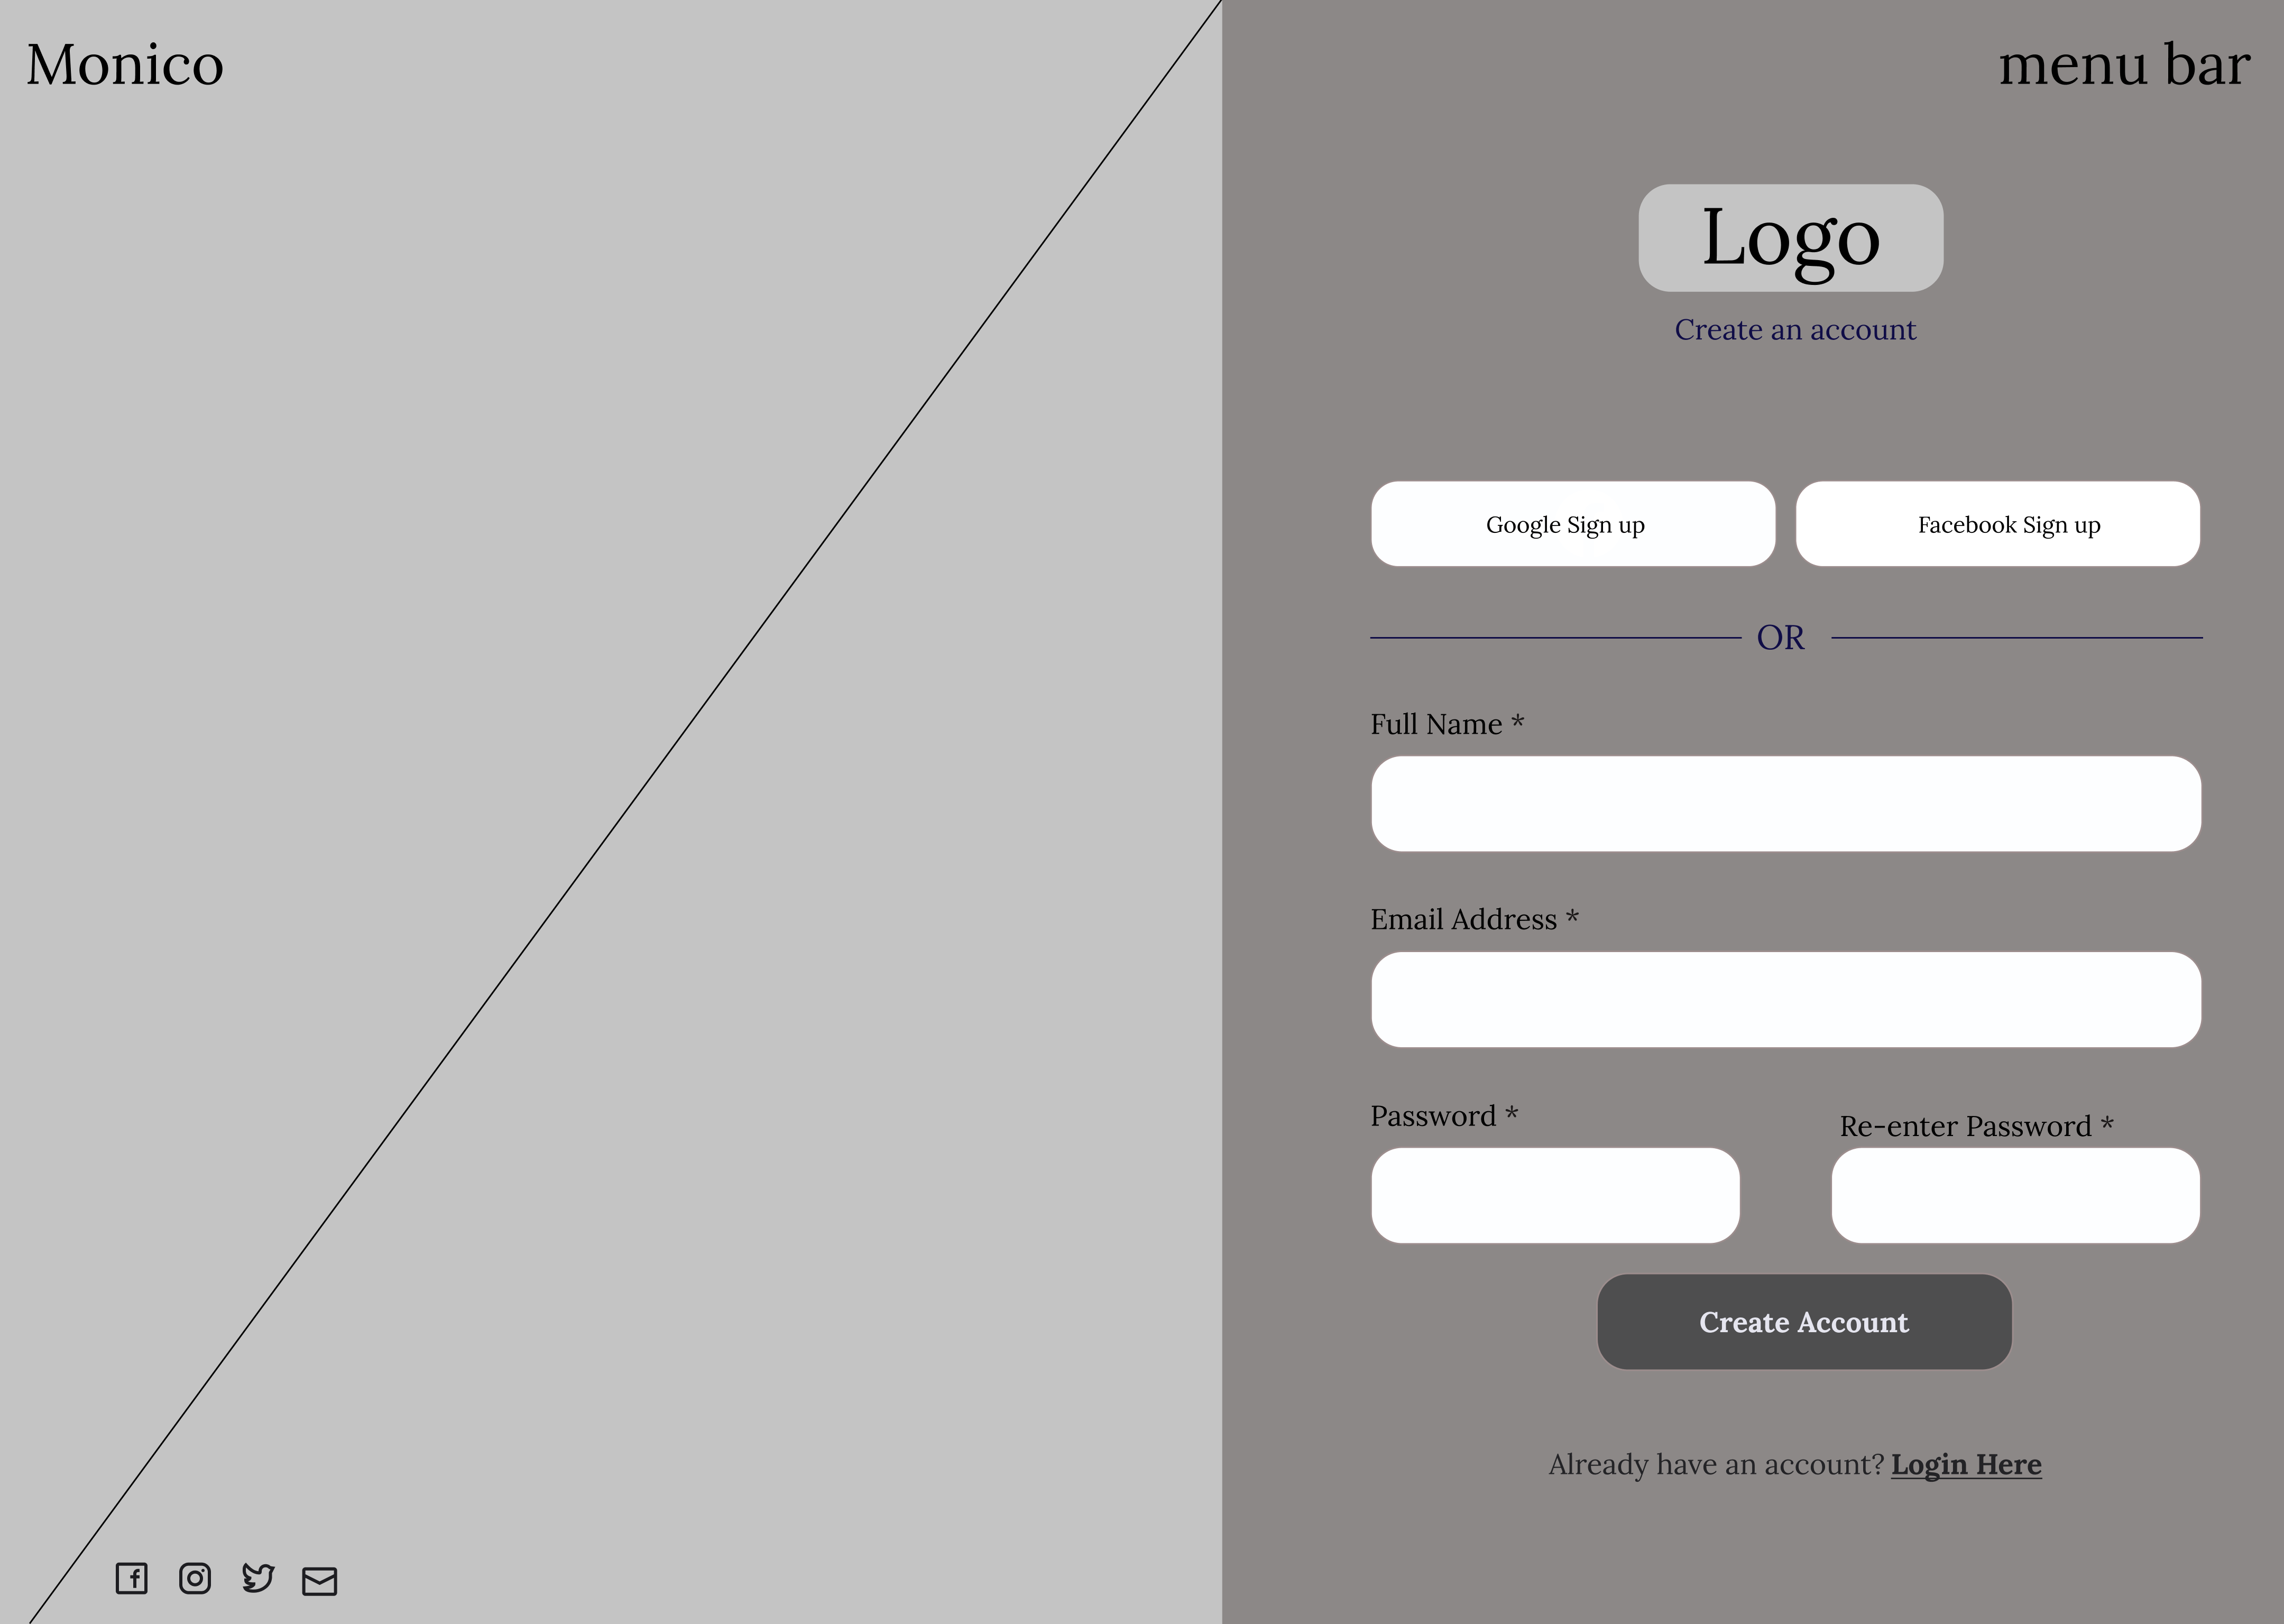 Monico
menu bar
Logo
Create an account
Google Sign up
Facebook Sign up
OR
Full Name *
Email Address *
Password *
Re-enter Password *
Create Account
Already have an account? Login Here